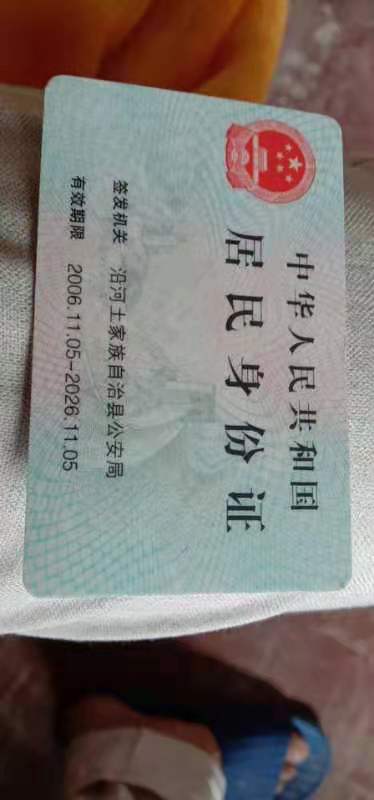 中华人民共和国
居民身份证
签发机关 沿河土家族自治县公安局
有效期限 2006.11.05-2026.11.05